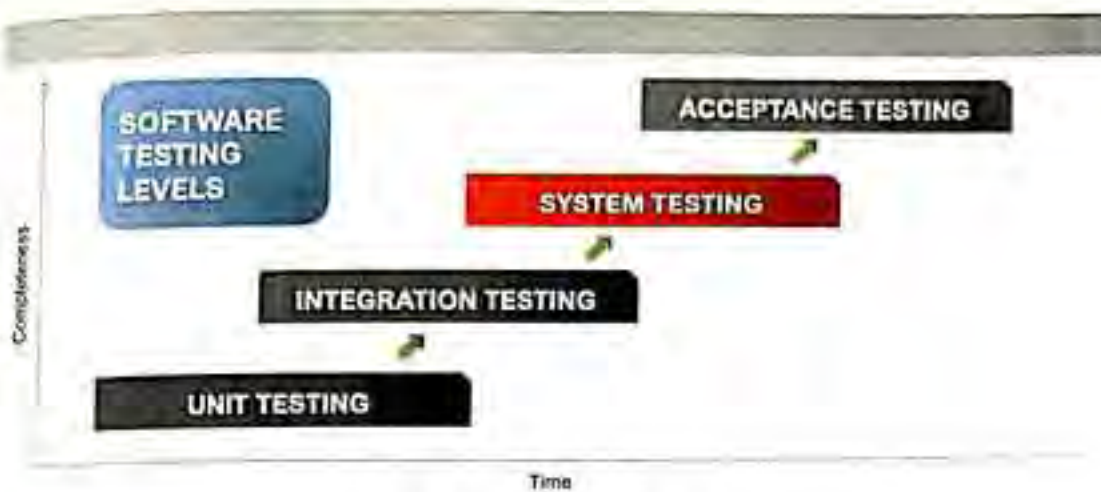 SOFTWARE
TESTING
LEVELS
ACCEPTANCE TESTING
SYSTEM TESTING
INTEGRATION TESTING
UNIT TESTING
Completeness
Time